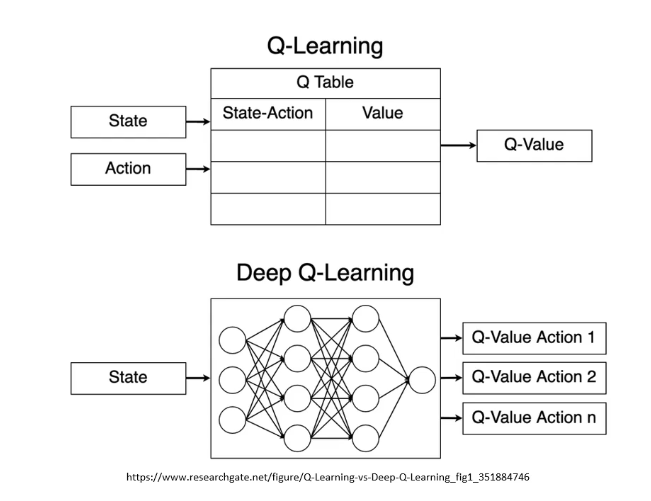 Q-Learning
Q Table
State-Action Value
State
Action
Q-Value
Deep Q-Learning
State
Q-Value Action 1
Q-Value Action 2
Q-Value Action n
https://www.researchgate.net/figure/Q-Learning-vs-Deep-Q-Learning_fig1_351884746